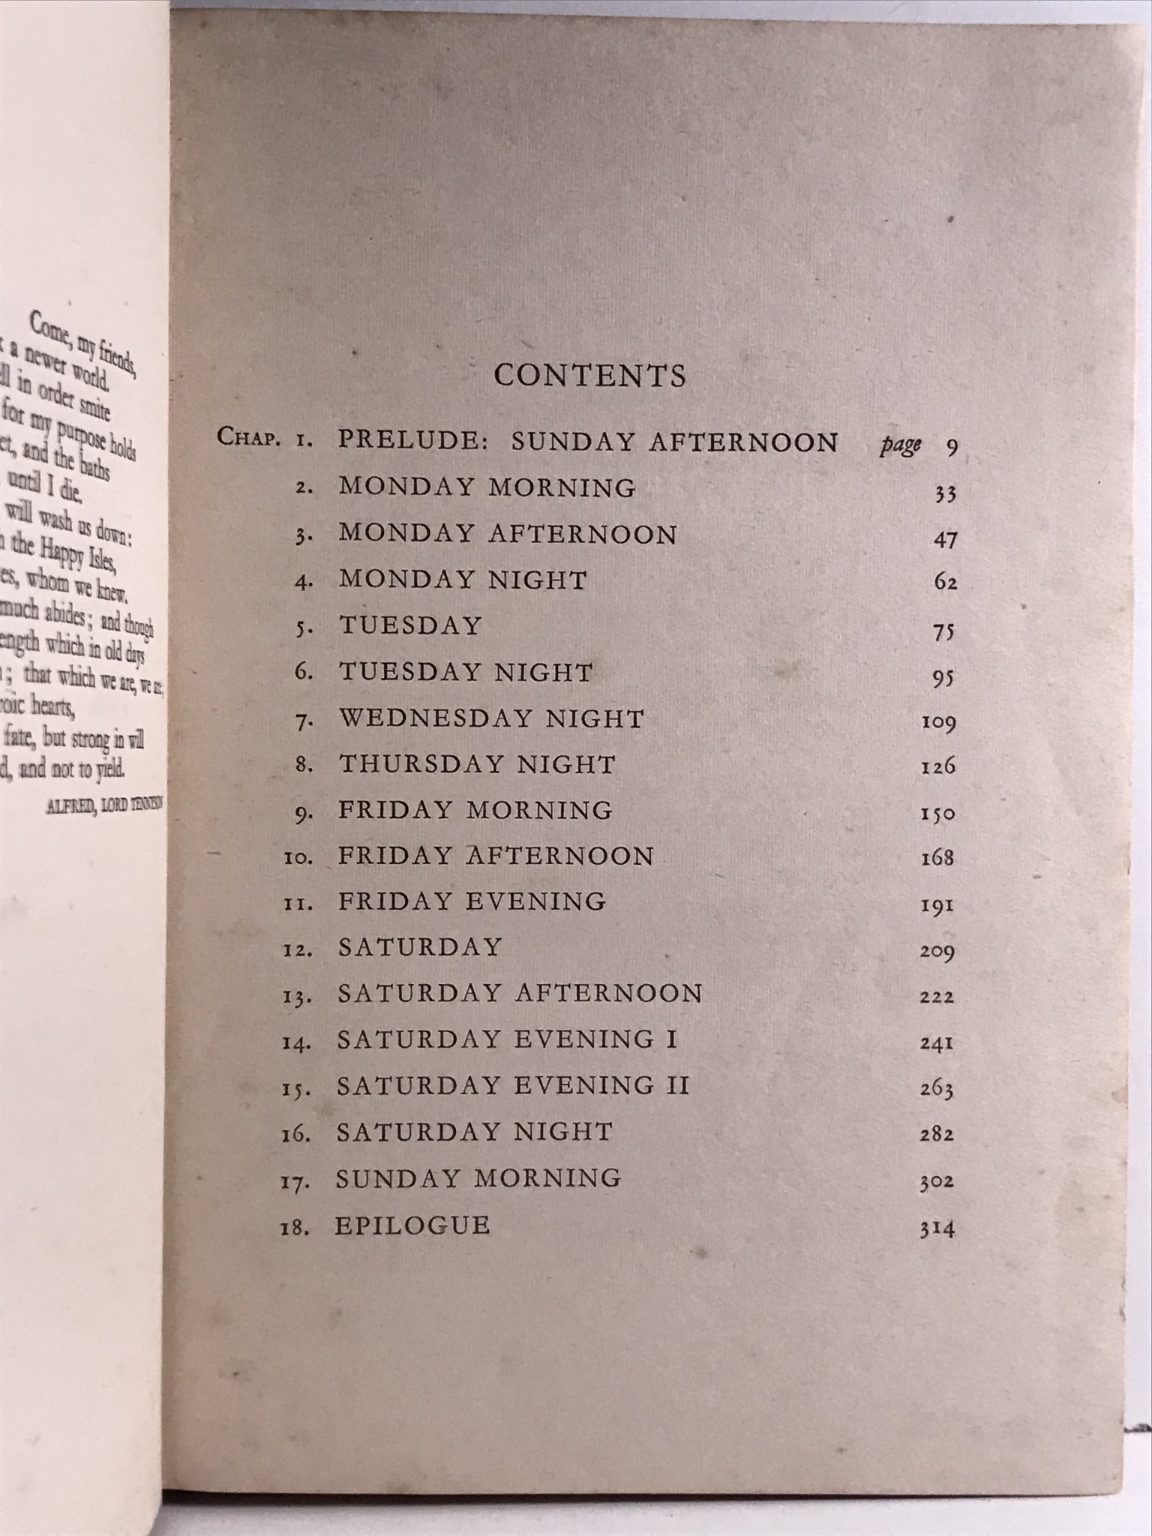 Come, my friends,
a newer world.
in order smite
for my purpose holds
and the baths
until I die.
will wash us down:
the Happy Isles,
whom we knew.
much abides; and though
which in old days
; that which we are, we
hearts,
fate, but strong in will
and not to yield.
ALFRED, LORD TENNYSON
CONTENTS
CHAP. 1. PRELUDE: SUNDAY AFTERNOON page 9
2. MONDAY MORNING 33
3. MONDAY AFTERNOON 47
4. MONDAY NIGHT 62
5. TUESDAY 75
6. TUESDAY NIGHT 95
7. WEDNESDAY NIGHT 109
8. THURSDAY NIGHT 126
9. FRIDAY MORNING 150
10. FRIDAY AFTERNOON 168
11. FRIDAY EVENING 191
12. SATURDAY 209
13. SATURDAY AFTERNOON 222
14. SATURDAY EVENING I 241
15. SATURDAY EVENING II 263
16. SATURDAY NIGHT 282
17. SUNDAY MORNING 302
18. EPILOGUE 314